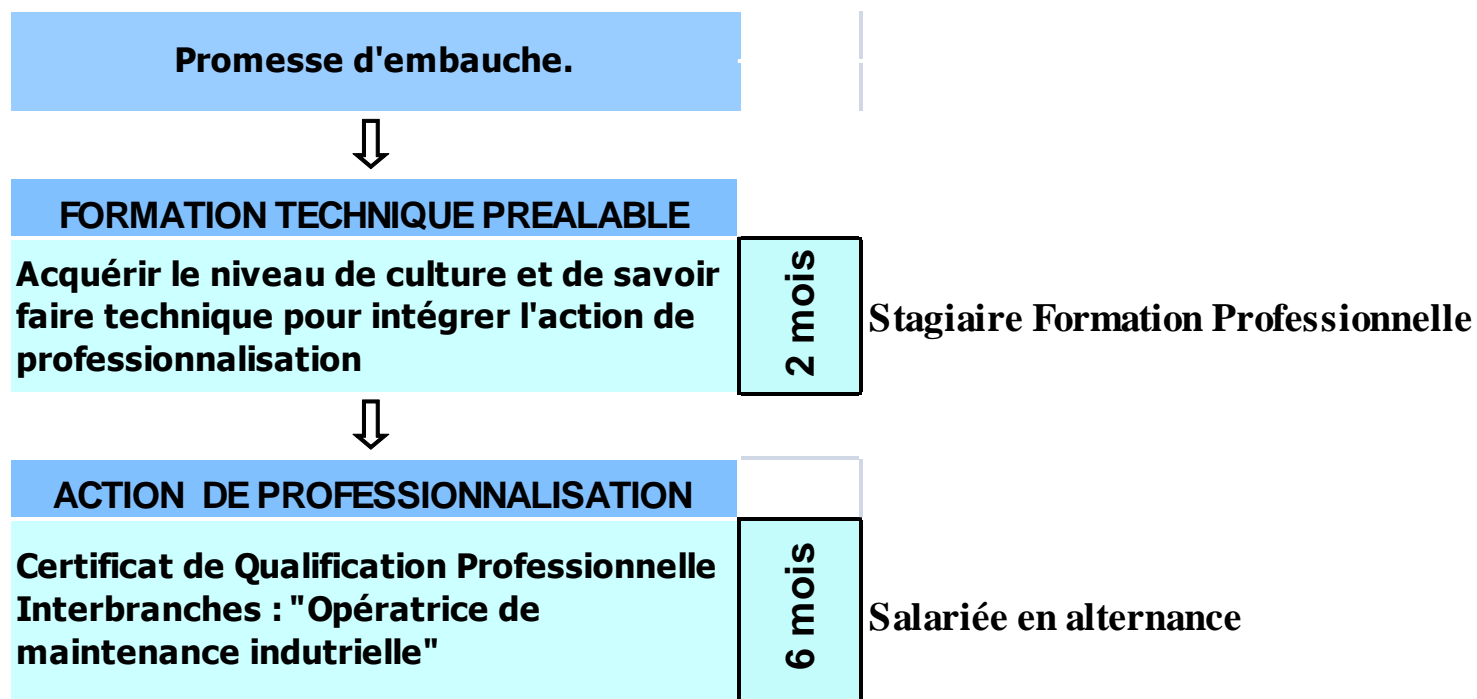 Promesse d'embauche.
FORMATION TECHNIQUE PREALABLE
Acquérir le niveau de culture et de savoir
faire technique pour intégrer l'action de
professionnalisation
2 mois
Stagiaire Formation Professionnelle
ACTION DE PROFESSIONNALISATION
Certificat de Qualification Professionnelle
Interbranches : "Opératrice de
maintenance indutrielle"
6 mois
Salariée en alternance